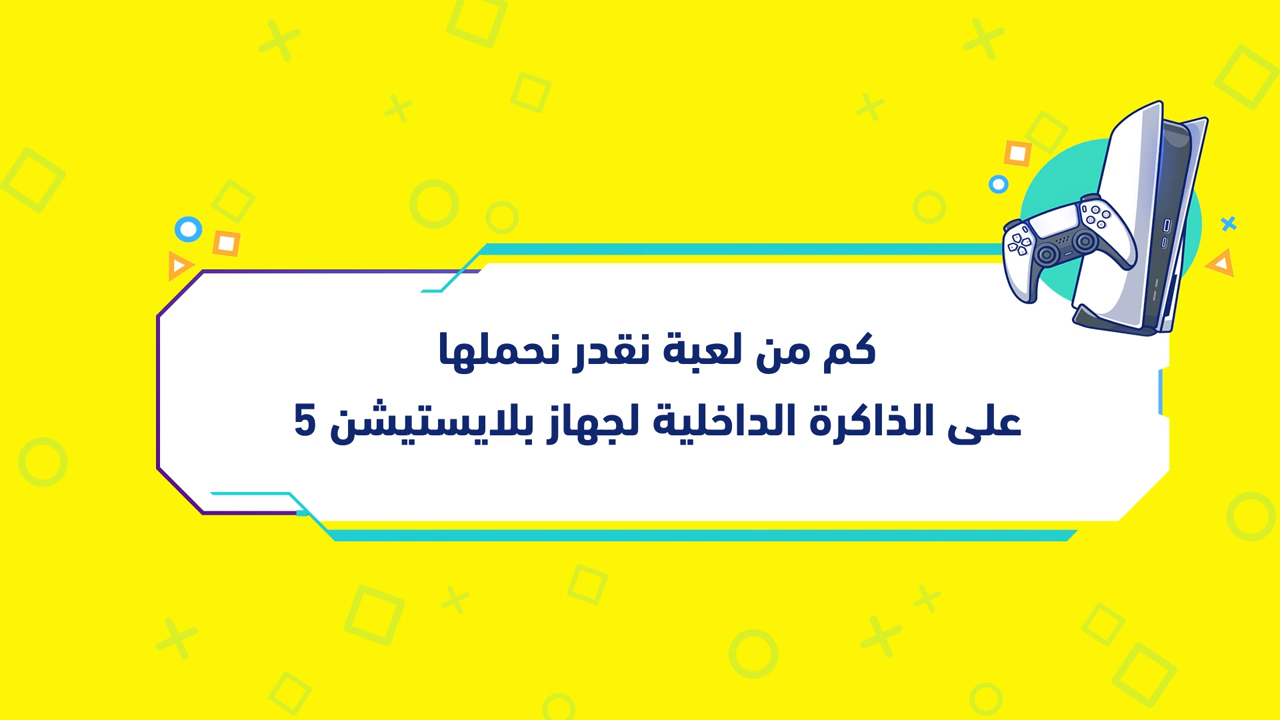 كم من لعبة نقدر نحملها
على الذاكرة الداخلية لجهاز بلايستيشن 5